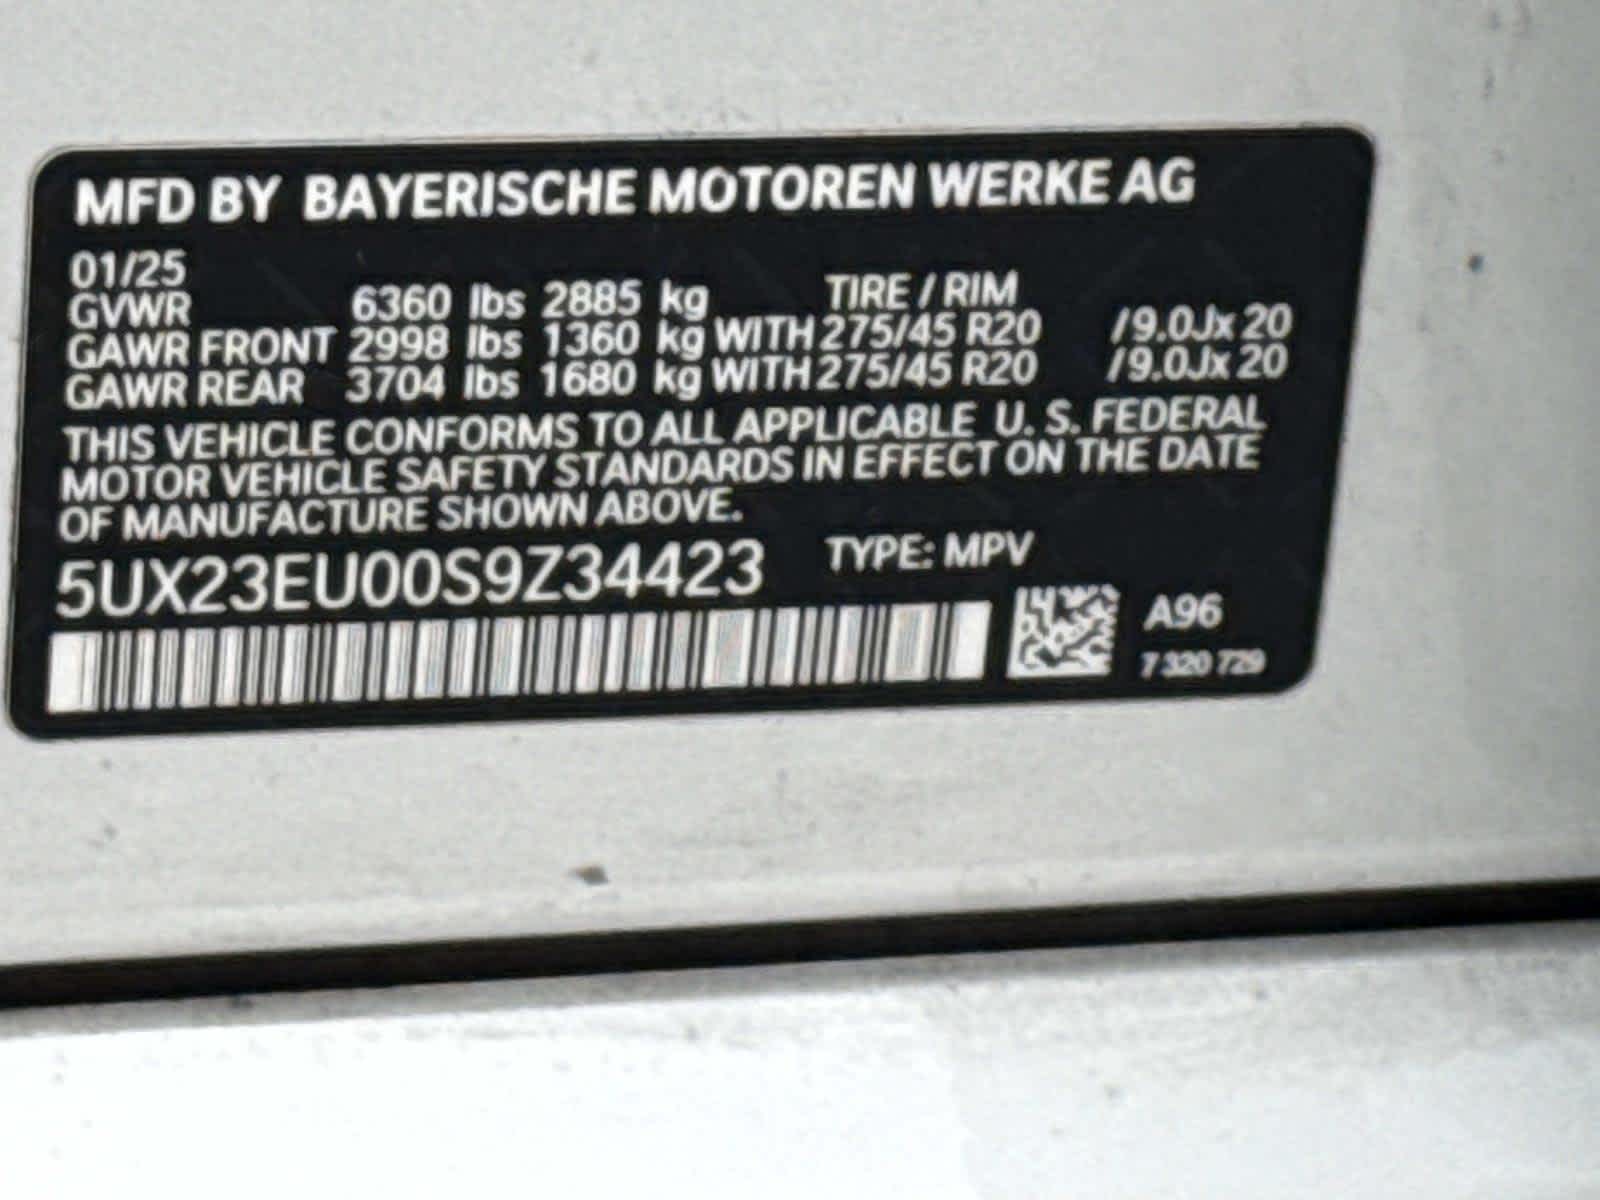 MFD BY BAYERISCHE MOTOREN WERKE AG
01/25
GVWR 6360 lbs 2885 kg TIRE / RIM
GAWR FRONT 2998 lbs 1360 kg WITH 275/45 R20 /9.0Jx 20
GAWR REAR 3704 lbs 1680 kg WITH 275/45 R20 /9.0Jx 20
THIS VEHICLE CONFORMS TO ALL APPLICABLE U. S. FEDERAL
MOTOR VEHICLE SAFETY STANDARDS IN EFFECT ON THE DATE
OF MANUFACTURE SHOWN ABOVE.
5UX23EU00S9Z34423 TYPE: MPV
A96
7 320 729